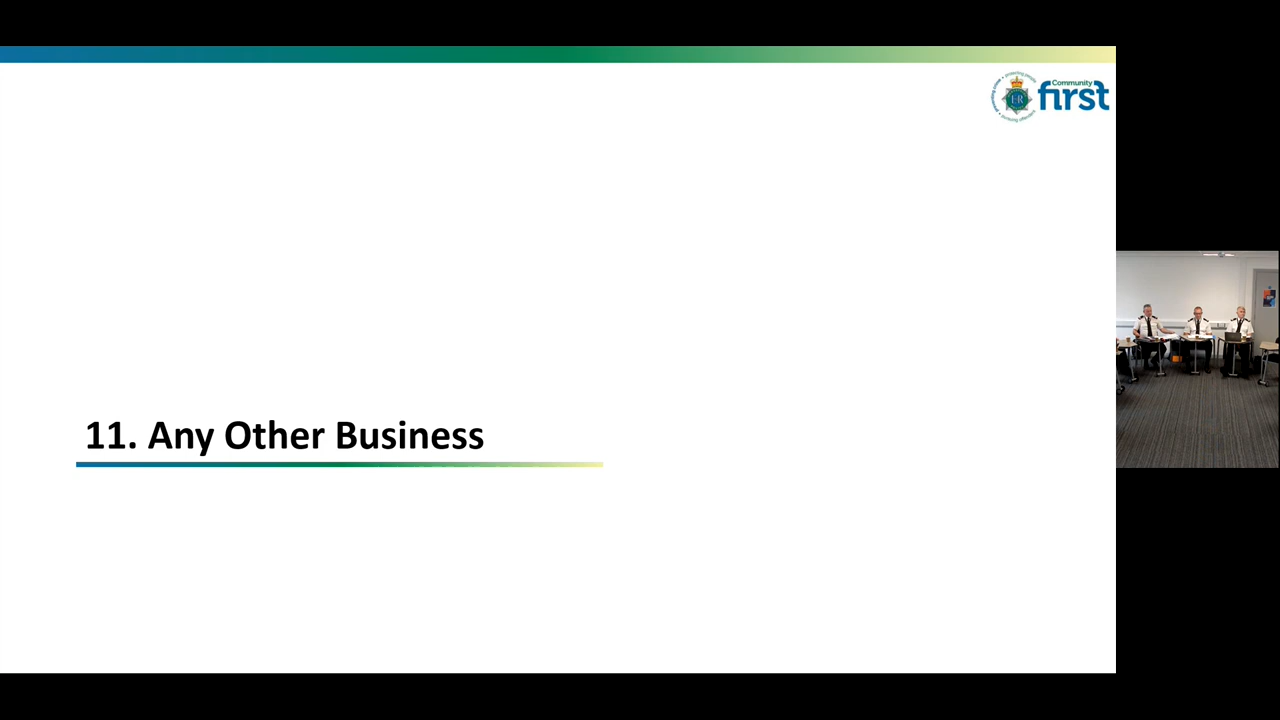 Community
first
11. Any Other Business